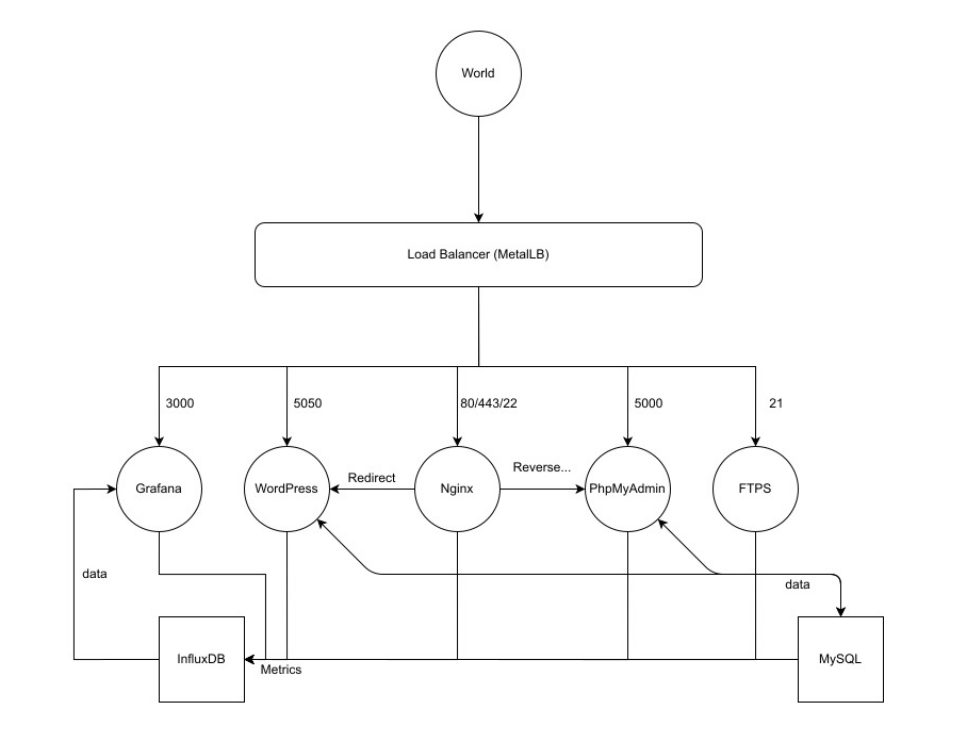 World
Load Balancer (MetalLB)
3000
5050
80/443/22
5000
21
Grafana
WordPress
Redirect
Nginx
Reverse...
PhpMyAdmin
FTPS
data
data
InfluxDB
Metrics
MySQL